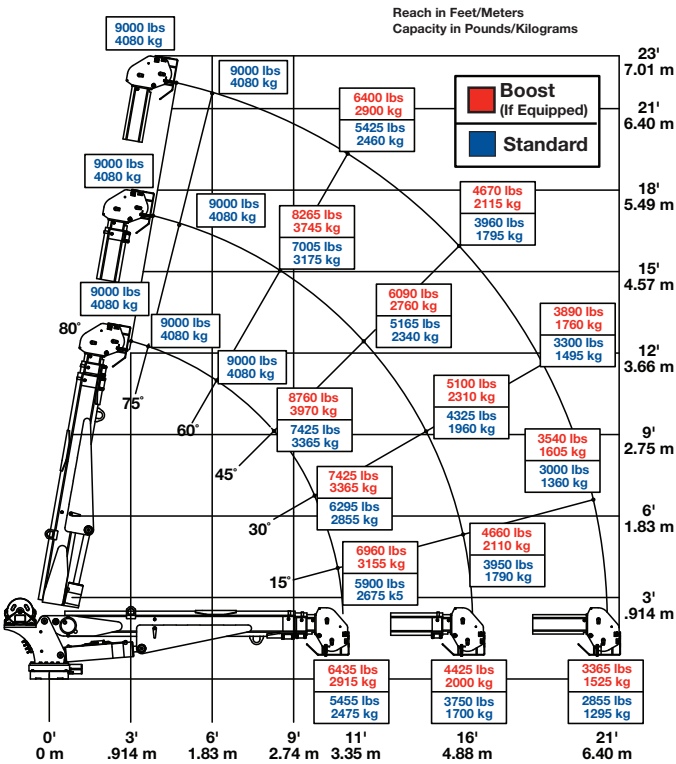 Reach in Feet/Meters
Capacity in Pounds/Kilograms
9000 lbs
4080 kg
23'
7.01 m
9000 lbs
4080 kg
Boost
(If Equipped)
Standard
6400 lbs
2900 kg
5425 lbs
2460 kg
21'
6.40 m
9000 lbs
4080 kg
18'
5.49 m
9000 lbs
4080 kg
8265 lbs
3745 kg
7005 lbs
3175 kg
4670 lbs
2115 kg
3960 lbs
1795 kg
15'
4.57 m
9000 lbs
4080 kg
6090 lbs
2760 kg
5165 lbs
2340 kg
3890 lbs
1760 kg
3300 lbs
1495 kg
80°
9000 lbs
4080 kg
12'
3.66 m
9000 lbs
4080 kg
75°
60°
45°
8760 lbs
3970 kg
7425 lbs
3365 kg
5100 lbs
2310 kg
4325 lbs
1960 kg
9'
2.75 m
3540 lbs
1605 kg
3000 lbs
1360 kg
30°
7425 lbs
3365 kg
6295 lbs
2855 kg
6'
1.83 m
15°
6960 lbs
3155 kg
5900 lbs
2675 k5
4660 lbs
2110 kg
3950 lbs
1790 kg
3'
.914 m
6435 lbs
2915 kg
5455 lbs
2475 kg
4425 lbs
2000 kg
3750 lbs
1700 kg
3365 lbs
1525 kg
2855 lbs
1295 kg
0' 3' 6' 9' 11' 16' 21'
0 m .914 m 1.83 m 2.74 m 3.35 m 4.88 m 6.40 m